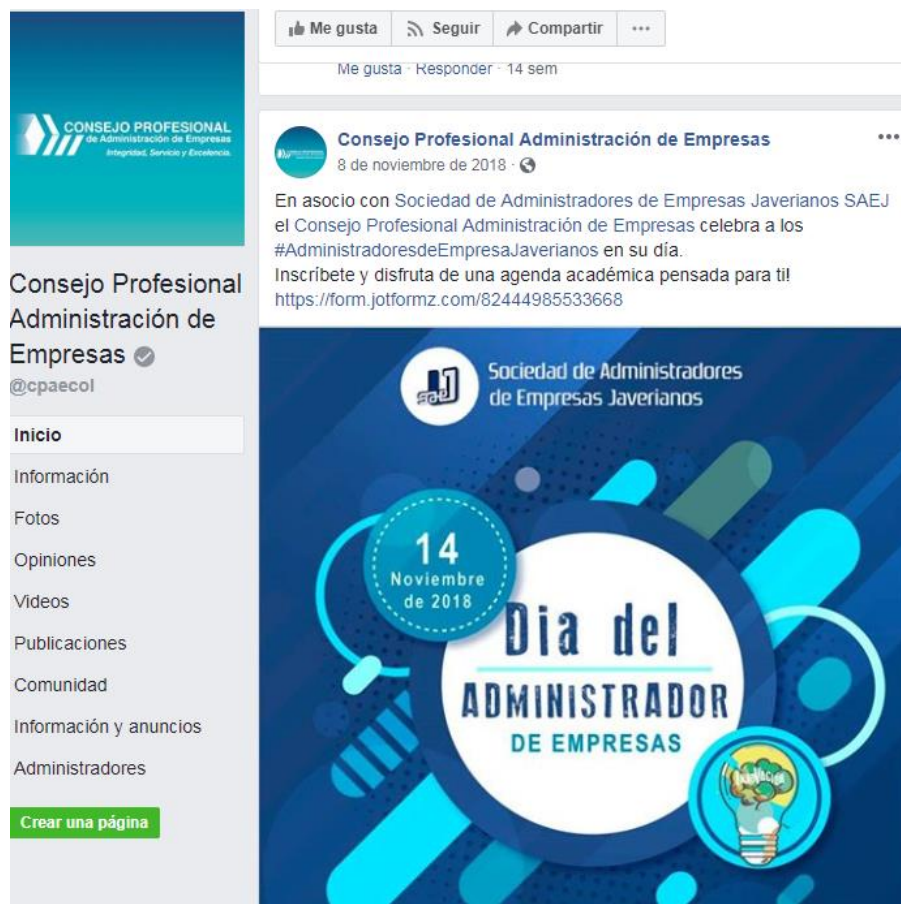 CONSEJO PROFESIONAL
de Administración de Empresas
Integridad, Servicio y Excelencia.
Consejo Profesional
Administración de
Empresas
@cpaecol
Inicio
Información
Fotos
Opiniones
Videos
Publicaciones
Comunidad
Información y anuncios
Administradores
Crear una página
Me gusta
Seguir
Compartir
Me gusta · Responder · 14 sem
Consejo Profesional Administración de Empresas
8 de noviembre de 2018 ·
En asocio con Sociedad de Administradores de Empresas Javerianos SAEJ
el Consejo Profesional Administración de Empresas celebra a los
#AdministradoresdeEmpresaJaverianos en su día.
Inscríbete y disfruta de una agenda académica pensada para ti!
https://form.jotformz.com/82444985533668
Sociedad de Administradores
de Empresas Javerianos
14
Noviembre
de 2018
Dia del
ADMINISTRADOR
DE EMPRESAS
Innovación